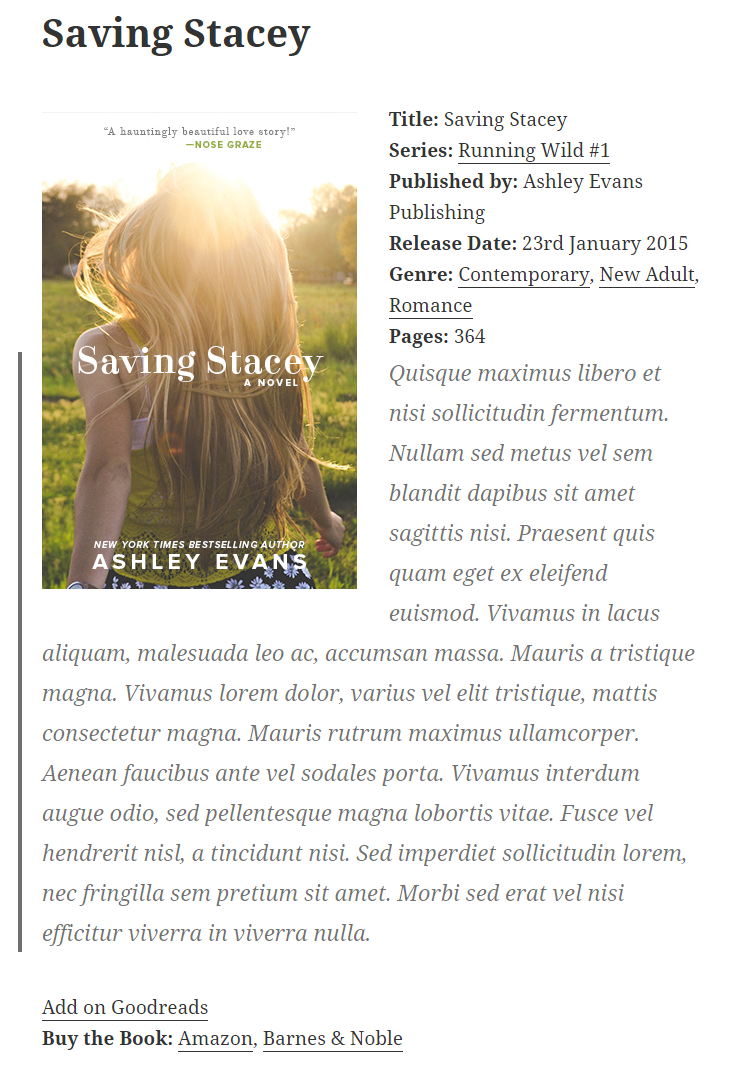 Saving Stacey
“A hauntingly beautiful love story!”
—NOSE GRAZE
Saving Stacey
A NOVEL
NEW YORK TIMES BESTSELLING AUTHOR
ASHLEY EVANS
Title: Saving Stacey
Series: Running Wild #1
Published by: Ashley Evans
Publishing
Release Date: 23rd January 2015
Genre: Contemporary, New Adult,
Romance
Pages: 364
Quisque maximus libero et
nisi sollicitudin fermentum.
Nullam sed metus vel sem
blandit dapibus sit amet
sagittis nisi. Praesent quis
quam eget ex eleifend
euismod. Vivamus in lacus
aliquam, malesuada leo ac, accumsan massa. Mauris a tristique
magna. Vivamus lorem dolor, varius vel elit tristique, mattis
consectetur magna. Mauris rutrum maximus ullamcorper.
Aenean faucibus ante vel sodales porta. Vivamus interdum
augue odio, sed pellentesque magna lobortis vitae. Fusce vel
hendrerit nisl, a tincidunt nisi. Sed imperdiet sollicitudin lorem,
nec fringilla sem pretium sit amet. Morbi sed erat vel nisi
efficitur viverra in viverra nulla.
Add on Goodreads
Buy the Book: Amazon, Barnes & Noble